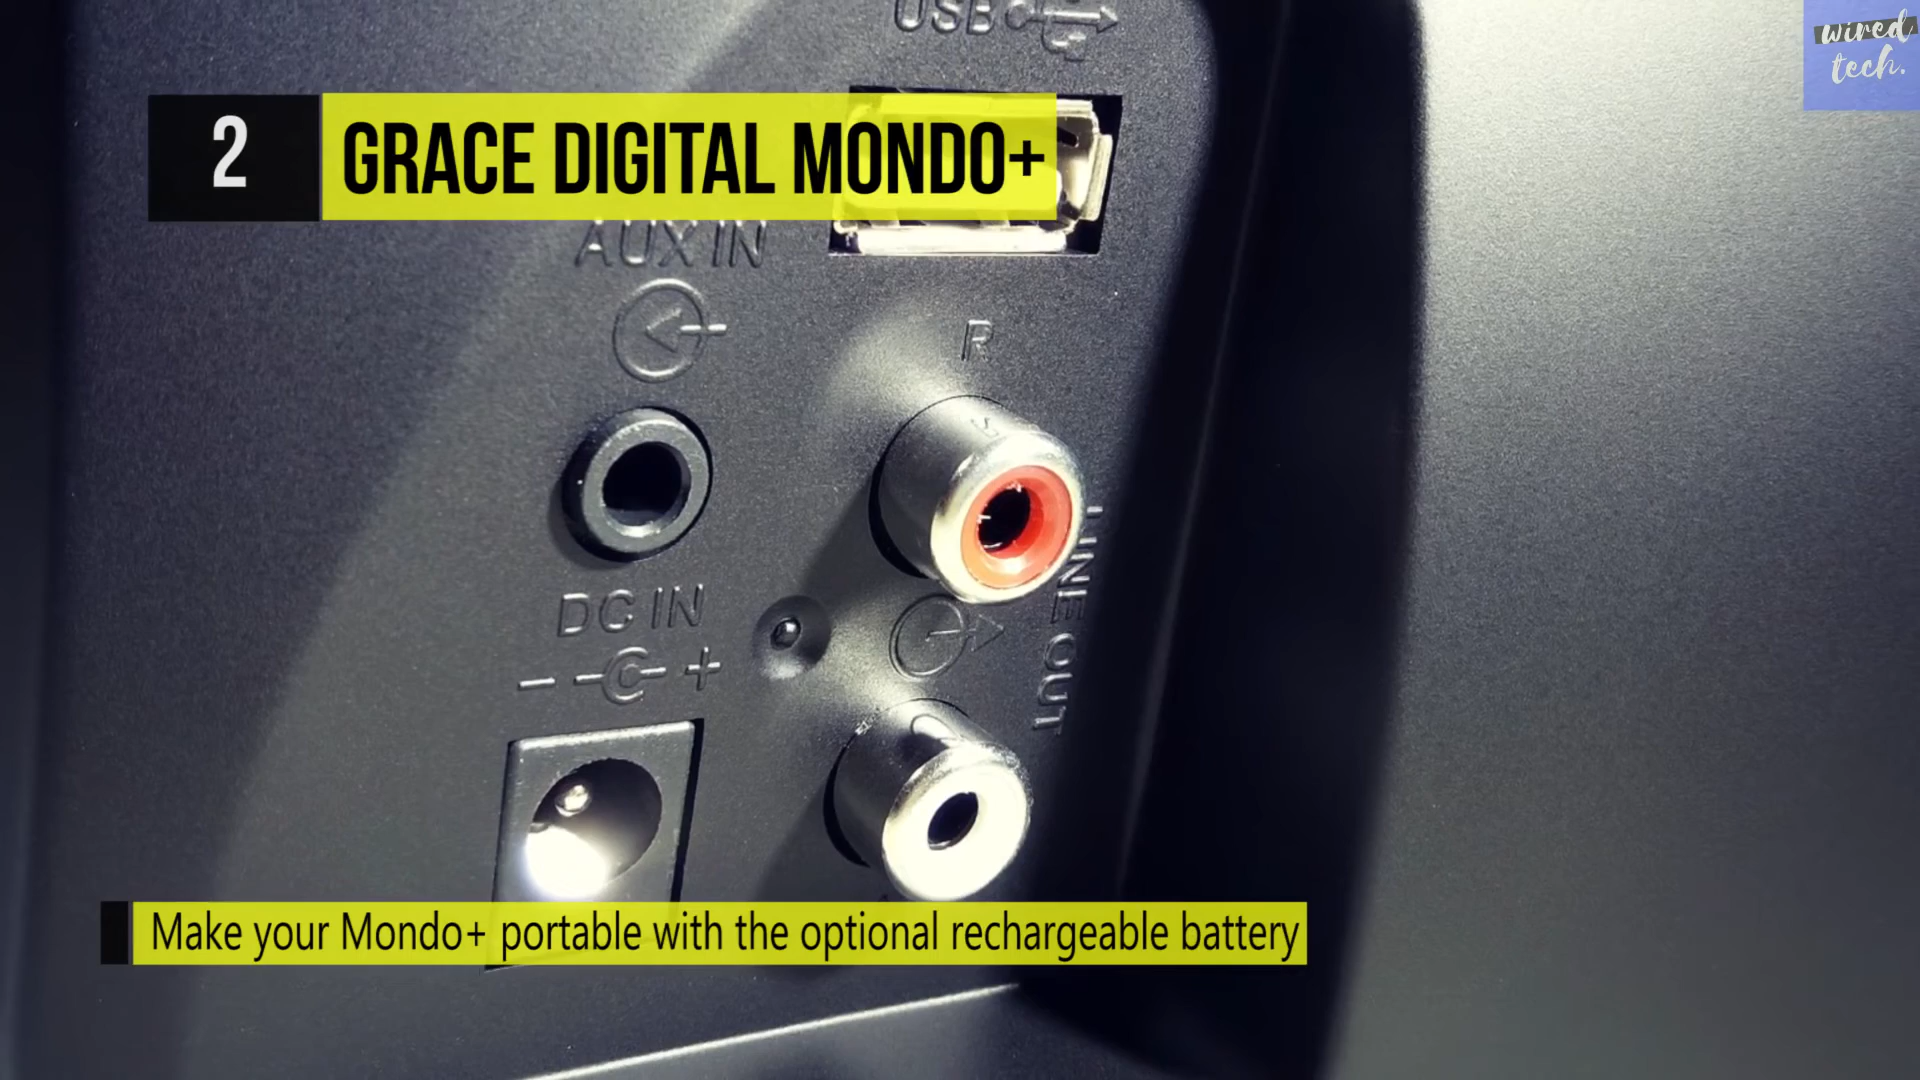 USB
wired
tech.
2 GRACE DIGITAL MONDO+
AUX IN
R
LINE OUT
DC IN
- +
Make your Mondo+ portable with the optional rechargeable battery